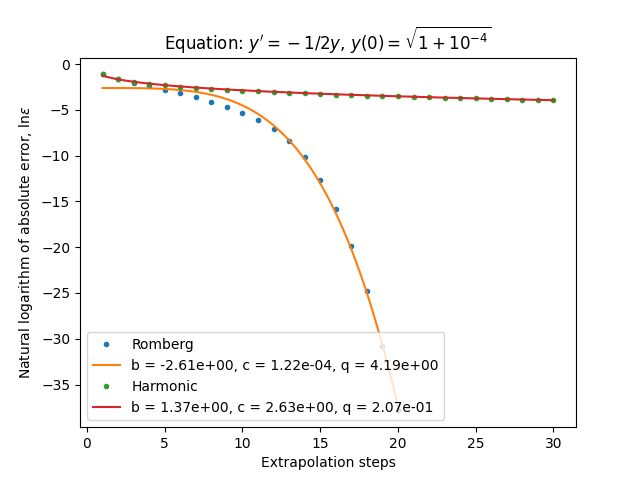 Equation: y′ = −1/2y, y(0) = √1 + 10⁻⁴
Natural logarithm of absolute error, lnε
0
−5
−10
−15
−20
−25
−30
−35
Romberg
b = -2.61e+00, c = 1.22e-04, q = 4.19e+00
Harmonic
b = 1.37e+00, c = 2.63e+00, q = 2.07e-01
0 5 10 15 20 25 30
Extrapolation steps